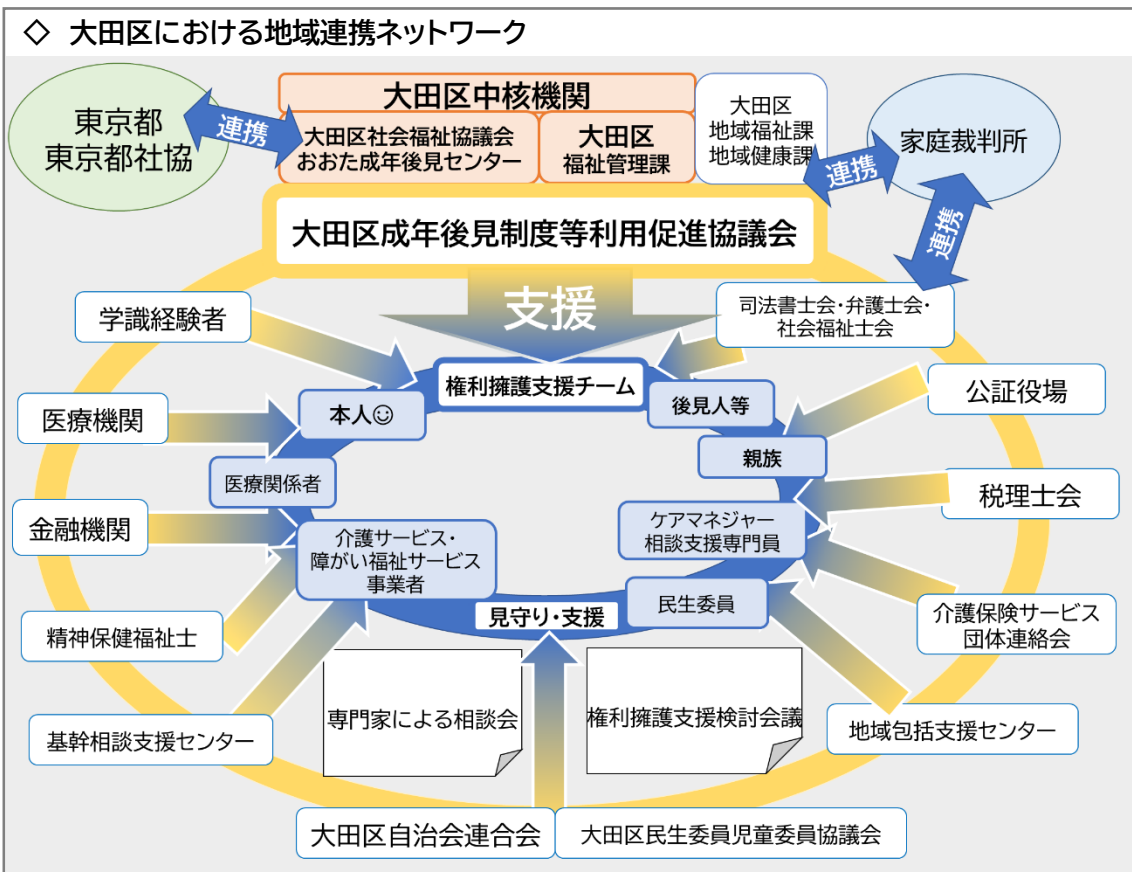 ◇ 大田区における地域連携ネットワーク
東京都
東京都社協
連携
大田区中核機関
大田区社会福祉協議会
おおた成年後見センター
大田区
福祉管理課
大田区
地域福祉課
地域健康課
連携
家庭裁判所
連携
大田区成年後見制度等利用促進協議会
支援
学識経験者
司法書士会・弁護士会・
社会福祉士会
権利擁護支援チーム
本人☺
後見人等
医療機関
公証役場
親族
医療関係者
金融機関
税理士会
介護サービス・
障がい福祉サービス
事業者
ケアマネジャー
相談支援専門員
見守り・支援
民生委員
精神保健福祉士
介護保険サービス
団体連絡会
基幹相談支援センター
専門家による相談会
権利擁護支援検討会議
地域包括支援センター
大田区自治会連合会
大田区民生委員児童委員協議会